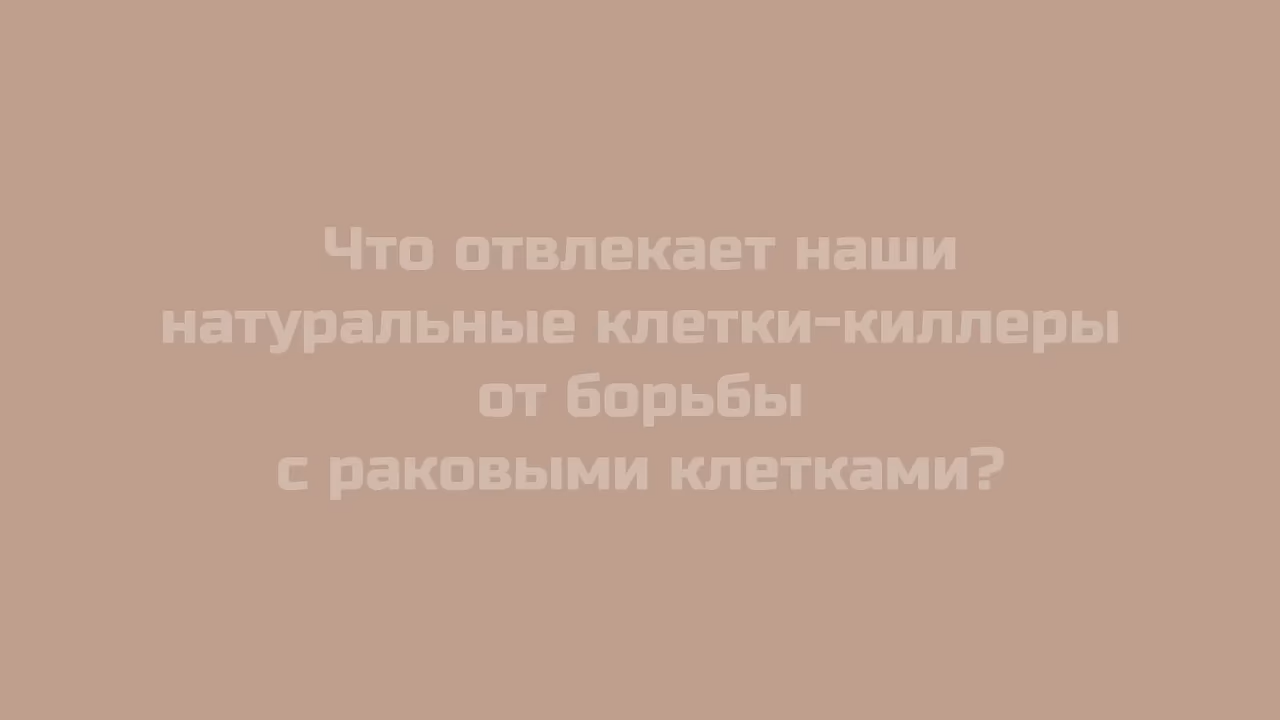 Что отвлекает наши
натуральные клетки-киллеры
от борьбы
с раковыми клетками?